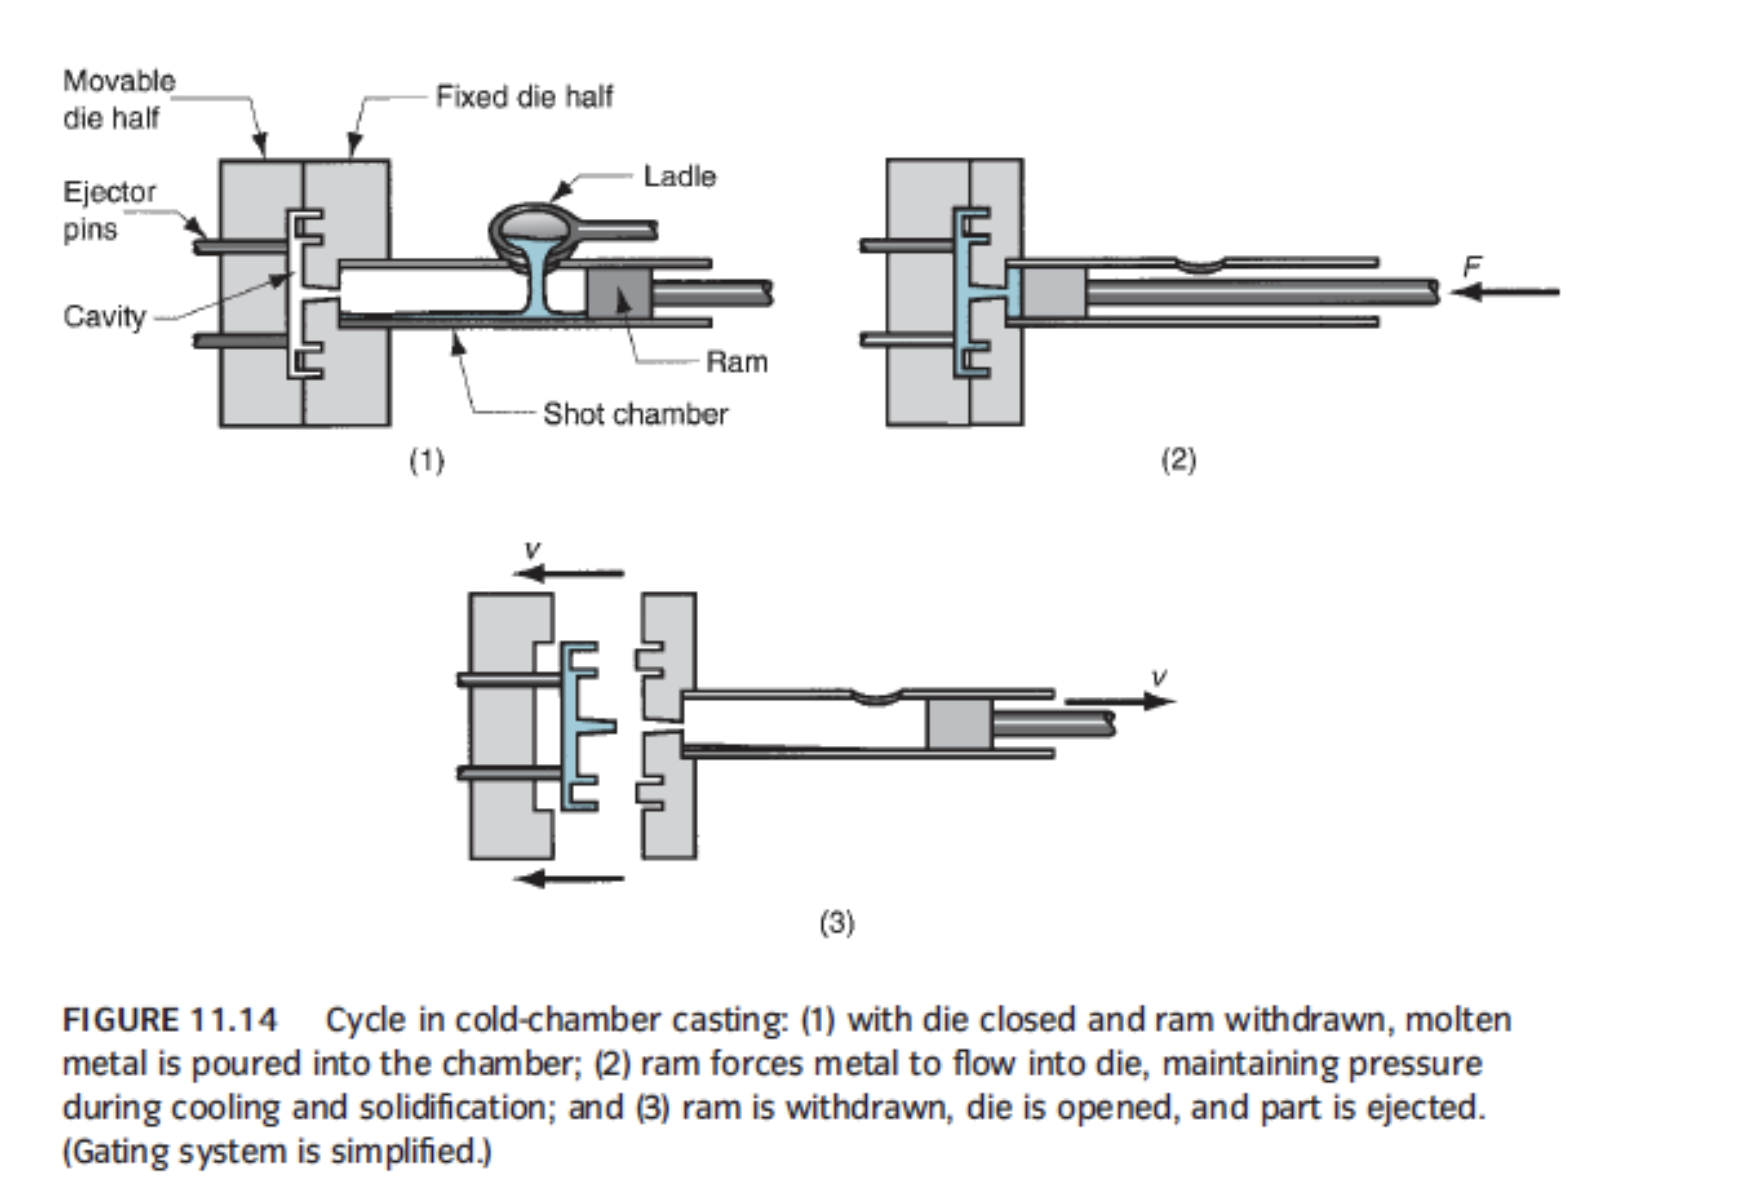 Movable
die half
Fixed die half
Ladle
Ejector
pins
Cavity
Ram
Shot chamber
(1)
F
(2)
v
v
(3)
FIGURE 11.14 Cycle in cold-chamber casting: (1) with die closed and ram withdrawn, molten
metal is poured into the chamber; (2) ram forces metal to flow into die, maintaining pressure
during cooling and solidification; and (3) ram is withdrawn, die is opened, and part is ejected.
(Gating system is simplified.)